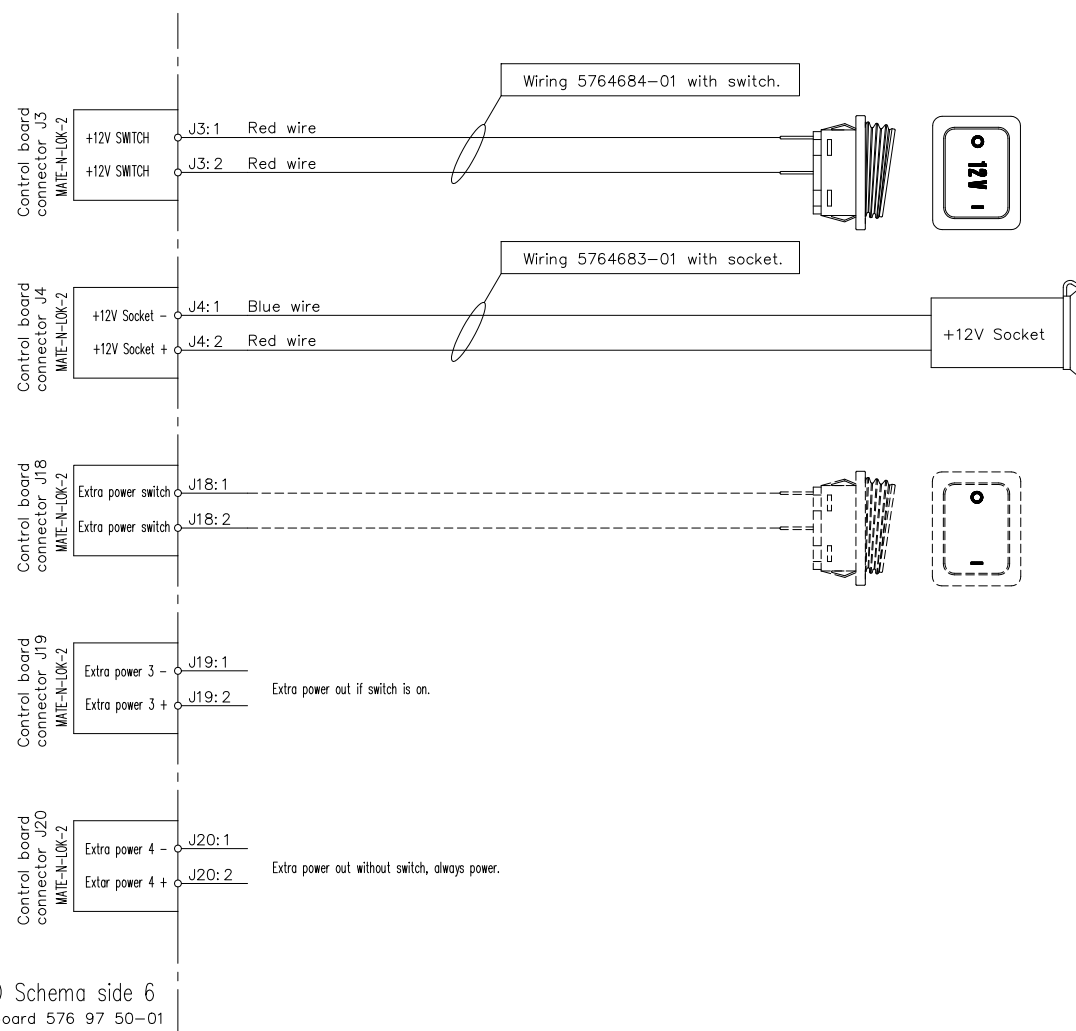 Wiring 5764684-01 with switch.
Control board
connector J3
MATE-N-LOK-2
+12V SWITCH
J3:1 Red wire
+12V SWITCH
J3:2 Red wire
12V
Wiring 5764683-01 with socket.
Control board
connector J4
MATE-N-LOK-2
+12V Socket -
J4:1 Blue wire
+12V Socket +
J4:2 Red wire
+12V Socket
Control board
connector J18
MATE-N-LOK-2
Extra power switch
J18:1
Extra power switch
J18:2
Control board
connector J19
MATE-N-LOK-2
Extra power 3 -
J19:1
Extra power 3 +
J19:2
Extra power out if switch is on.
Control board
connector J20
MATE-N-LOK-2
Extra power 4 -
J20:1
Extar power 4 +
J20:2
Extra power out without switch, always power.
Schema side 6
oard 576 97 50-01